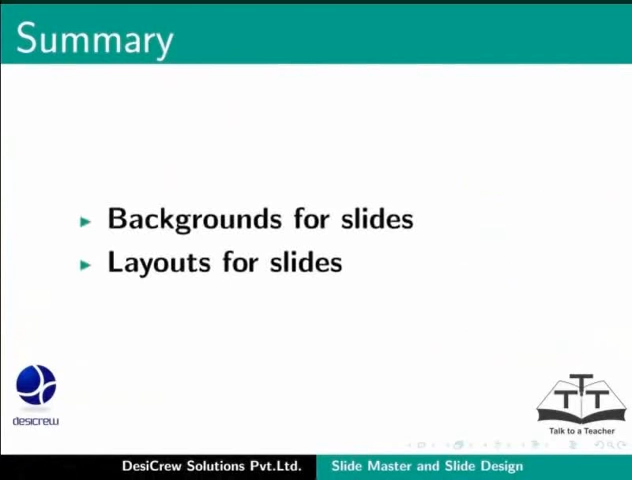 Summary
Backgrounds for slides
Layouts for slides
desicrew
TTT
Talk to a Teacher
DesiCrew Solutions Pvt.Ltd. Slide Master and Slide Design